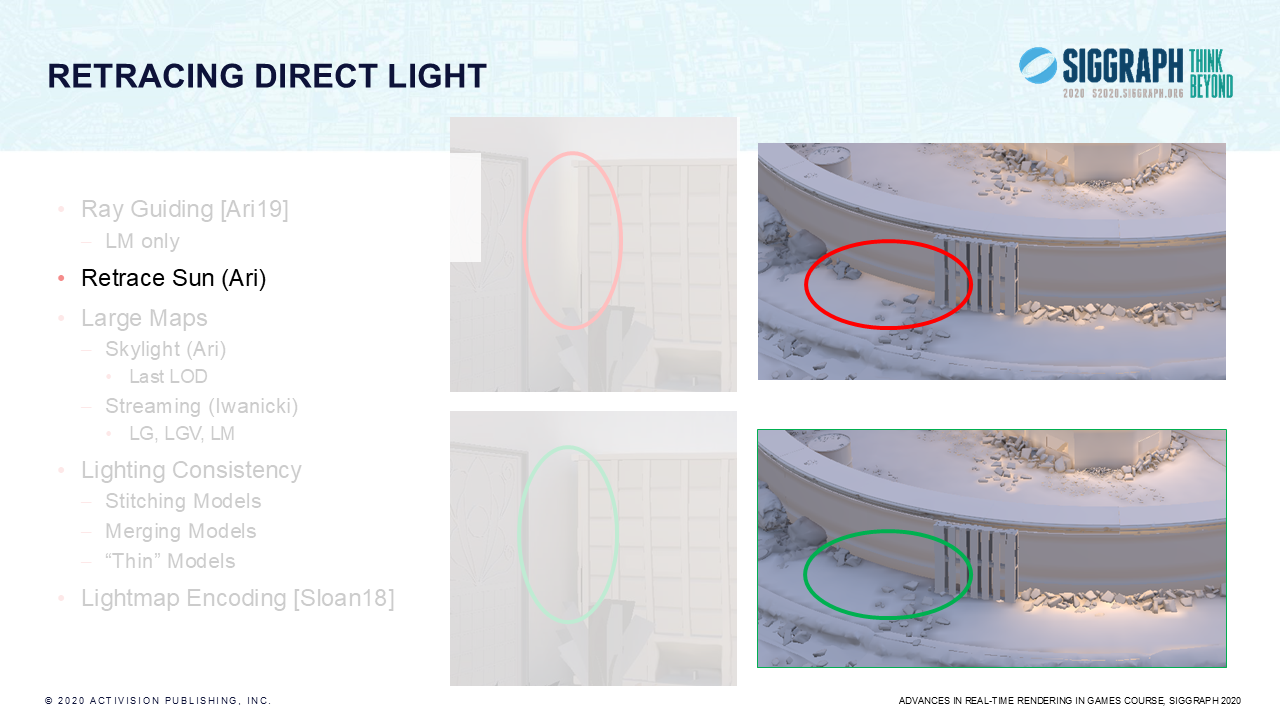 RETRACING DIRECT LIGHT
SIGGRAPH THINK BEYOND
2020 S2020.SIGGRAPH.ORG
• Ray Guiding [Ari19]
– LM only
• Retrace Sun (Ari)
• Large Maps
– Skylight (Ari)
• Last LOD
– Streaming (Iwanicki)
• LG, LGV, LM
• Lighting Consistency
– Stitching Models
– Merging Models
– “Thin” Models
• Lightmap Encoding [Sloan18]
© 2020 ACTIVISION PUBLISHING, INC.
ADVANCES IN REAL-TIME RENDERING IN GAMES COURSE, SIGGRAPH 2020